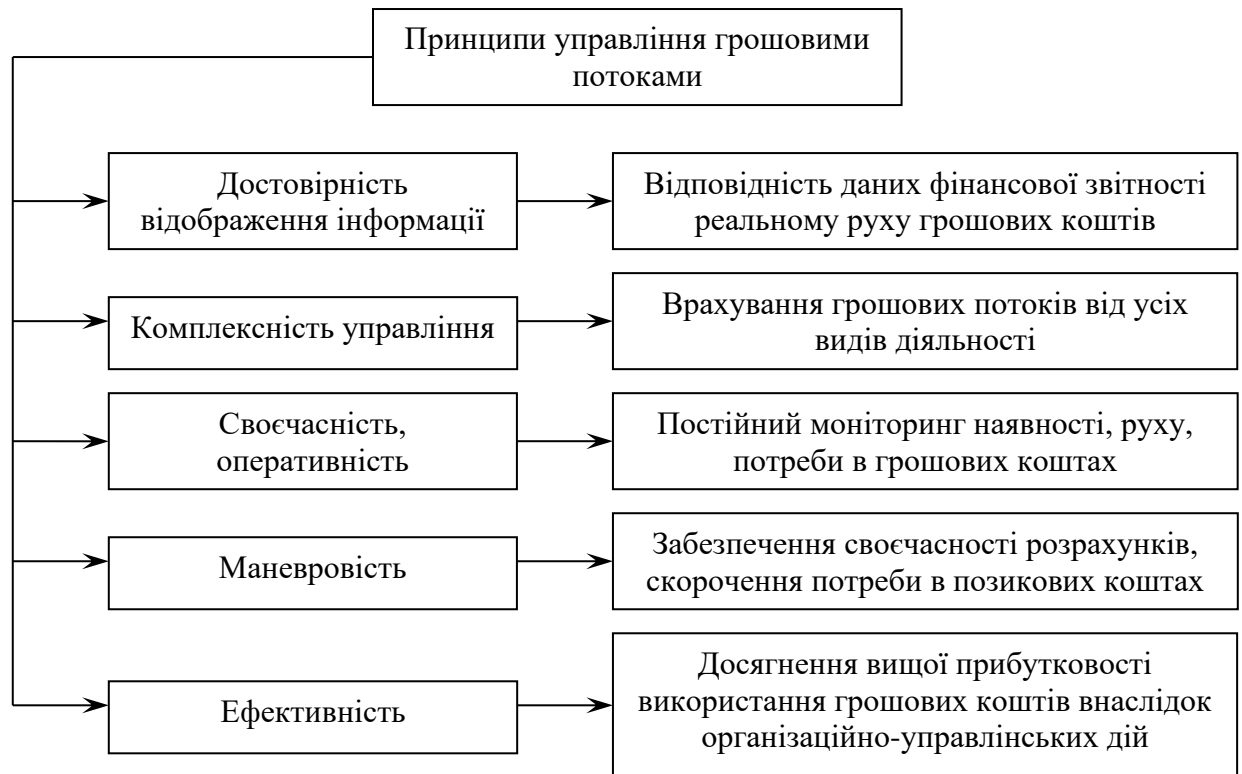 Принципи управління грошовими
потоками
Достовірність
відображення інформації
Відповідність даних фінансової звітності
реальному руху грошових коштів
Комплексність управління
Врахування грошових потоків від усіх
видів діяльності
Своєчасність,
оперативність
Постійний моніторинг наявності, руху,
потреби в грошових коштах
Маневровість
Забезпечення своєчасності розрахунків,
скорочення потреби в позикових коштах
Ефективність
Досягнення вищої прибутковості
використання грошових коштів внаслідок
організаційно-управлінських дій